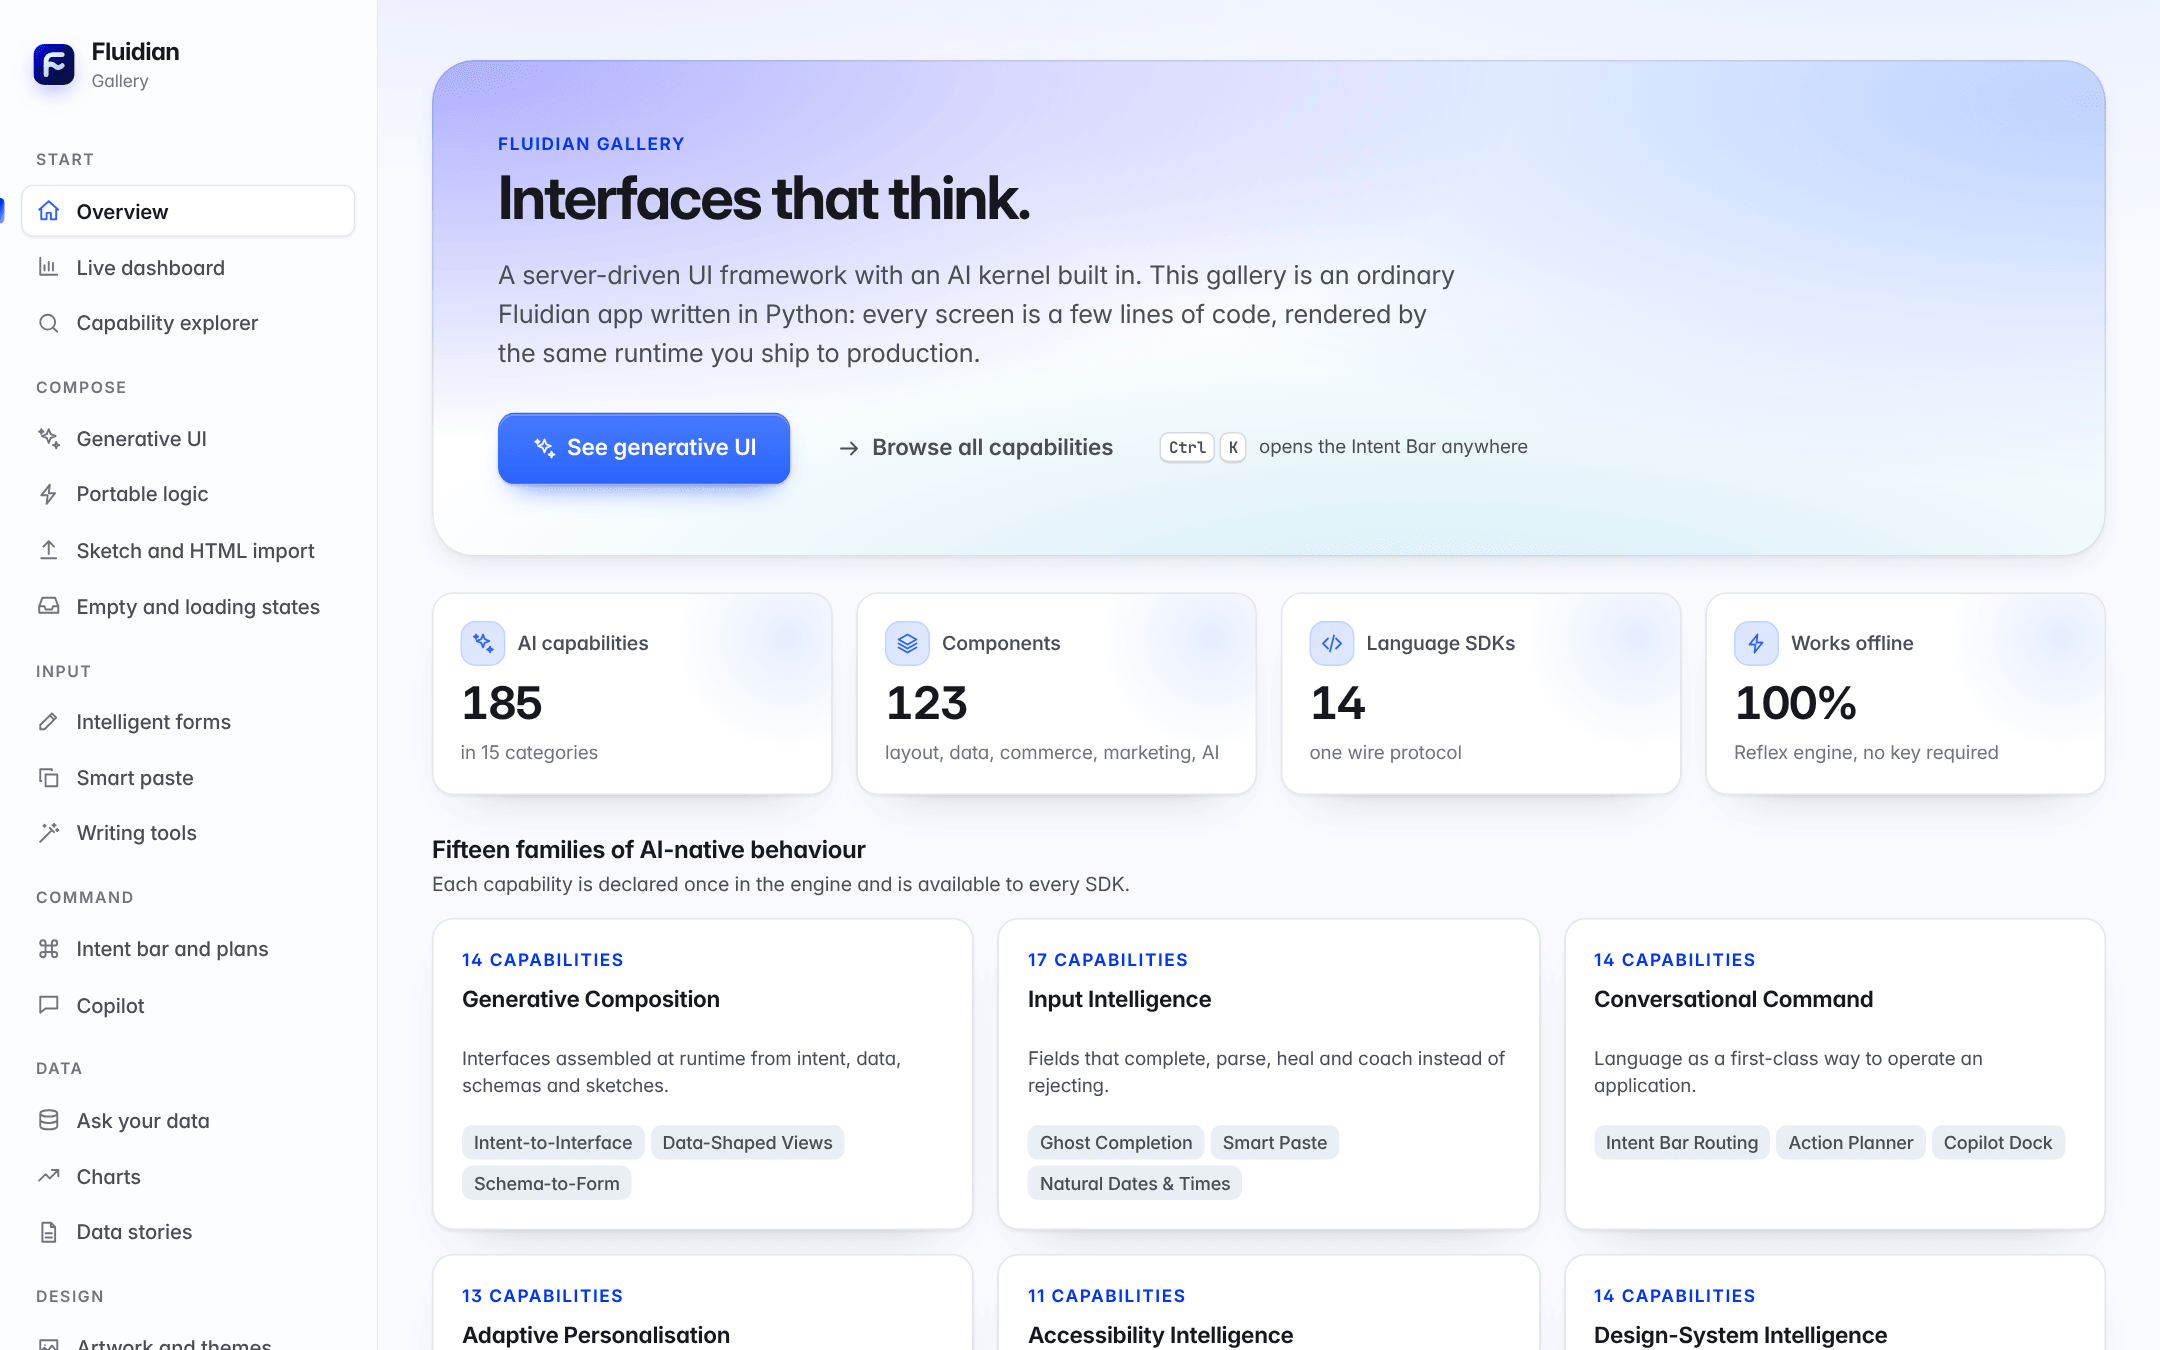 Fluidian
Gallery
START
Overview
Live dashboard
Capability explorer
COMPOSE
Generative UI
Portable logic
Sketch and HTML import
Empty and loading states
INPUT
Intelligent forms
Smart paste
Writing tools
COMMAND
Intent bar and plans
Copilot
DATA
Ask your data
Charts
Data stories
DESIGN
Artwork and themes
FLUIDIAN GALLERY
Interfaces that think.
A server-driven UI framework with an AI kernel built in. This gallery is an ordinary
Fluidian app written in Python: every screen is a few lines of code, rendered by
the same runtime you ship to production.
See generative UI
Browse all capabilities
Ctrl K opens the Intent Bar anywhere
AI capabilities
185
in 15 categories
Components
123
layout, data, commerce, marketing, AI
Language SDKs
14
one wire protocol
Works offline
100%
Reflex engine, no key required
Fifteen families of AI-native behaviour
Each capability is declared once in the engine and is available to every SDK.
14 CAPABILITIES
Generative Composition
Interfaces assembled at runtime from intent, data,
schemas and sketches.
Intent-to-Interface
Data-Shaped Views
Schema-to-Form
17 CAPABILITIES
Input Intelligence
Fields that complete, parse, heal and coach instead of
rejecting.
Ghost Completion
Smart Paste
Natural Dates & Times
14 CAPABILITIES
Conversational Command
Language as a first-class way to operate an
application.
Intent Bar Routing
Action Planner
Copilot Dock
13 CAPABILITIES
Adaptive Personalisation
11 CAPABILITIES
Accessibility Intelligence
14 CAPABILITIES
Design-System Intelligence